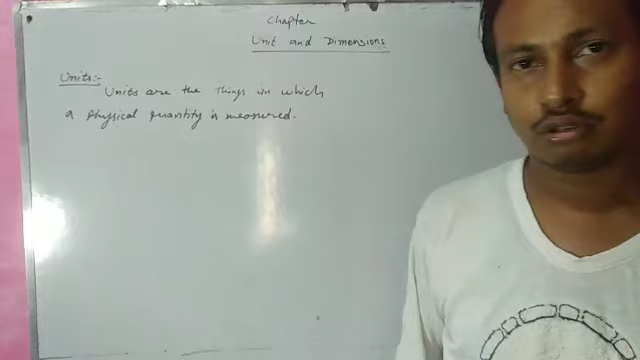 Chapter
Unit and Dimensions
Units:- Units are the things in which
a physical quantity is measured.